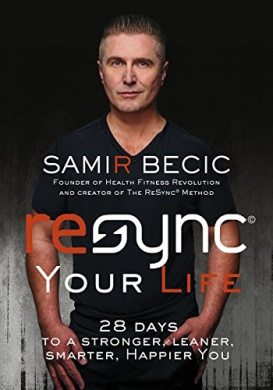 SAMIR BECIC
FOUNDER OF HEALTH FITNESS REVOLUTION
AND CREATOR OF THE RESYNC® METHOD
resync©
YOUR LIFE
28 DAYS
TO A STRONGER, LEANER,
SMARTER, HAPPIER YOU